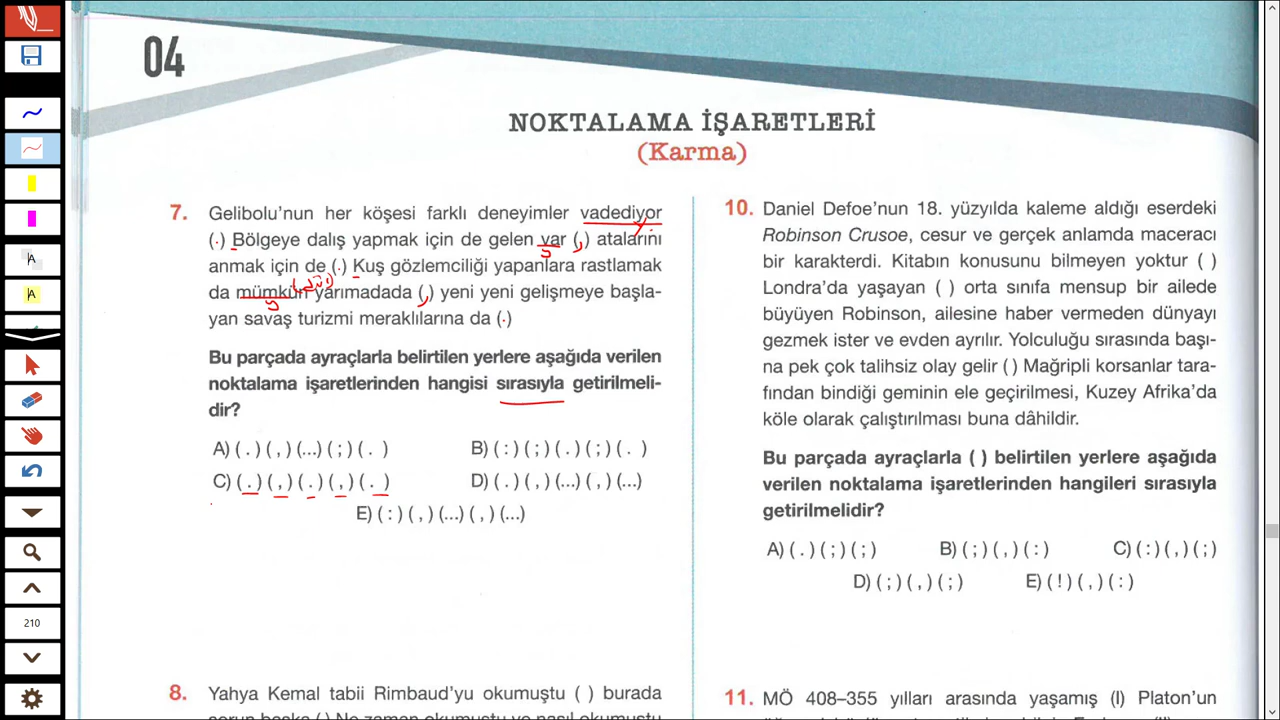 04
NOKTALAMA İŞARETLERİ
(Karma)
7. Gelibolu'nun her köşesi farklı deneyimler vadediyor
(.) Bölgeye dalış yapmak için de gelen var (,) atalarını
anmak için de (.) Kuş gözlemciliği yapanlara rastlamak
da mümkün yarımadada (,) yeni yeni gelişmeye başla-
yan savaş turizmi meraklılarına da (.)
Bu parçada ayraçlarla belirtilen yerlere aşağıda verilen
noktalama işaretlerinden hangisi sırasıyla getirilmeli-
dir?
A) ( . ) ( , ) (...) ( ; ) ( . )
B) ( : ) ( ; ) ( . ) ( ; ) ( . )
C) ( . ) ( , ) ( . ) ( , ) ( . )
D) ( . ) ( , ) (...) ( , ) (...)
E) ( : ) ( , ) (...) ( , ) (...)
8. Yahya Kemal tabii Rimbaud'yu okumuştu ( ) burada
10. Daniel Defoe'nun 18. yüzyılda kaleme aldığı eserdeki
Robinson Crusoe, cesur ve gerçek anlamda maceracı
bir karakterdi. Kitabın konusunu bilmeyen yoktur ( )
Londra'da yaşayan ( ) orta sınıfa mensup bir ailede
büyüyen Robinson, ailesine haber vermeden dünyayı
gezmek ister ve evden ayrılır. Yolculuğu sırasında başı-
na pek çok talihsiz olay gelir ( ) Mağripli korsanlar tara-
fından bindiği geminin ele geçirilmesi, Kuzey Afrika'da
köle olarak çalıştırılması buna dâhildir.
Bu parçada ayraçlarla ( ) belirtilen yerlere aşağıda
verilen noktalama işaretlerinden hangileri sırasıyla
getirilmelidir?
A) ( . ) ( ; ) ( ; )
B) ( ; ) ( , ) ( : )
C) ( : ) ( , ) ( ; )
D) ( ; ) ( , ) ( ; )
E) ( ! ) ( , ) ( : )
11. MÖ 408–355 yılları arasında yaşamış (I) Platon'un
A
A
210